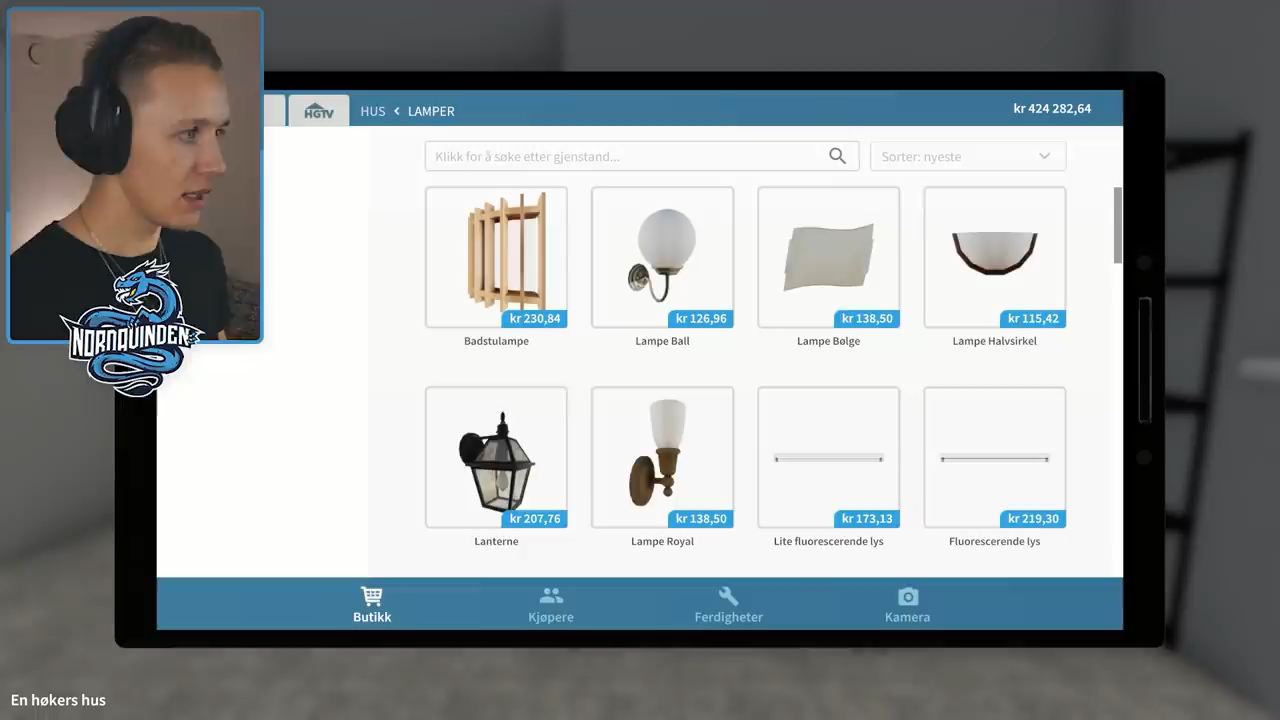 HGTV
HUS < LAMPER
kr 424 282,64
Klikk for å søke etter gjenstand...
Sorter: nyeste
kr 230,84
kr 126,96
kr 138,50
kr 115,42
Badstulampe
Lampe Ball
Lampe Bølge
Lampe Halvsirkel
NORNQUINDEN
kr 207,76
kr 138,50
kr 173,13
kr 219,30
Lanterne
Lampe Royal
Lite fluorescerende lys
Fluorescerende lys
Butikk
Kjøpere
Ferdigheter
Kamera
En høkers hus